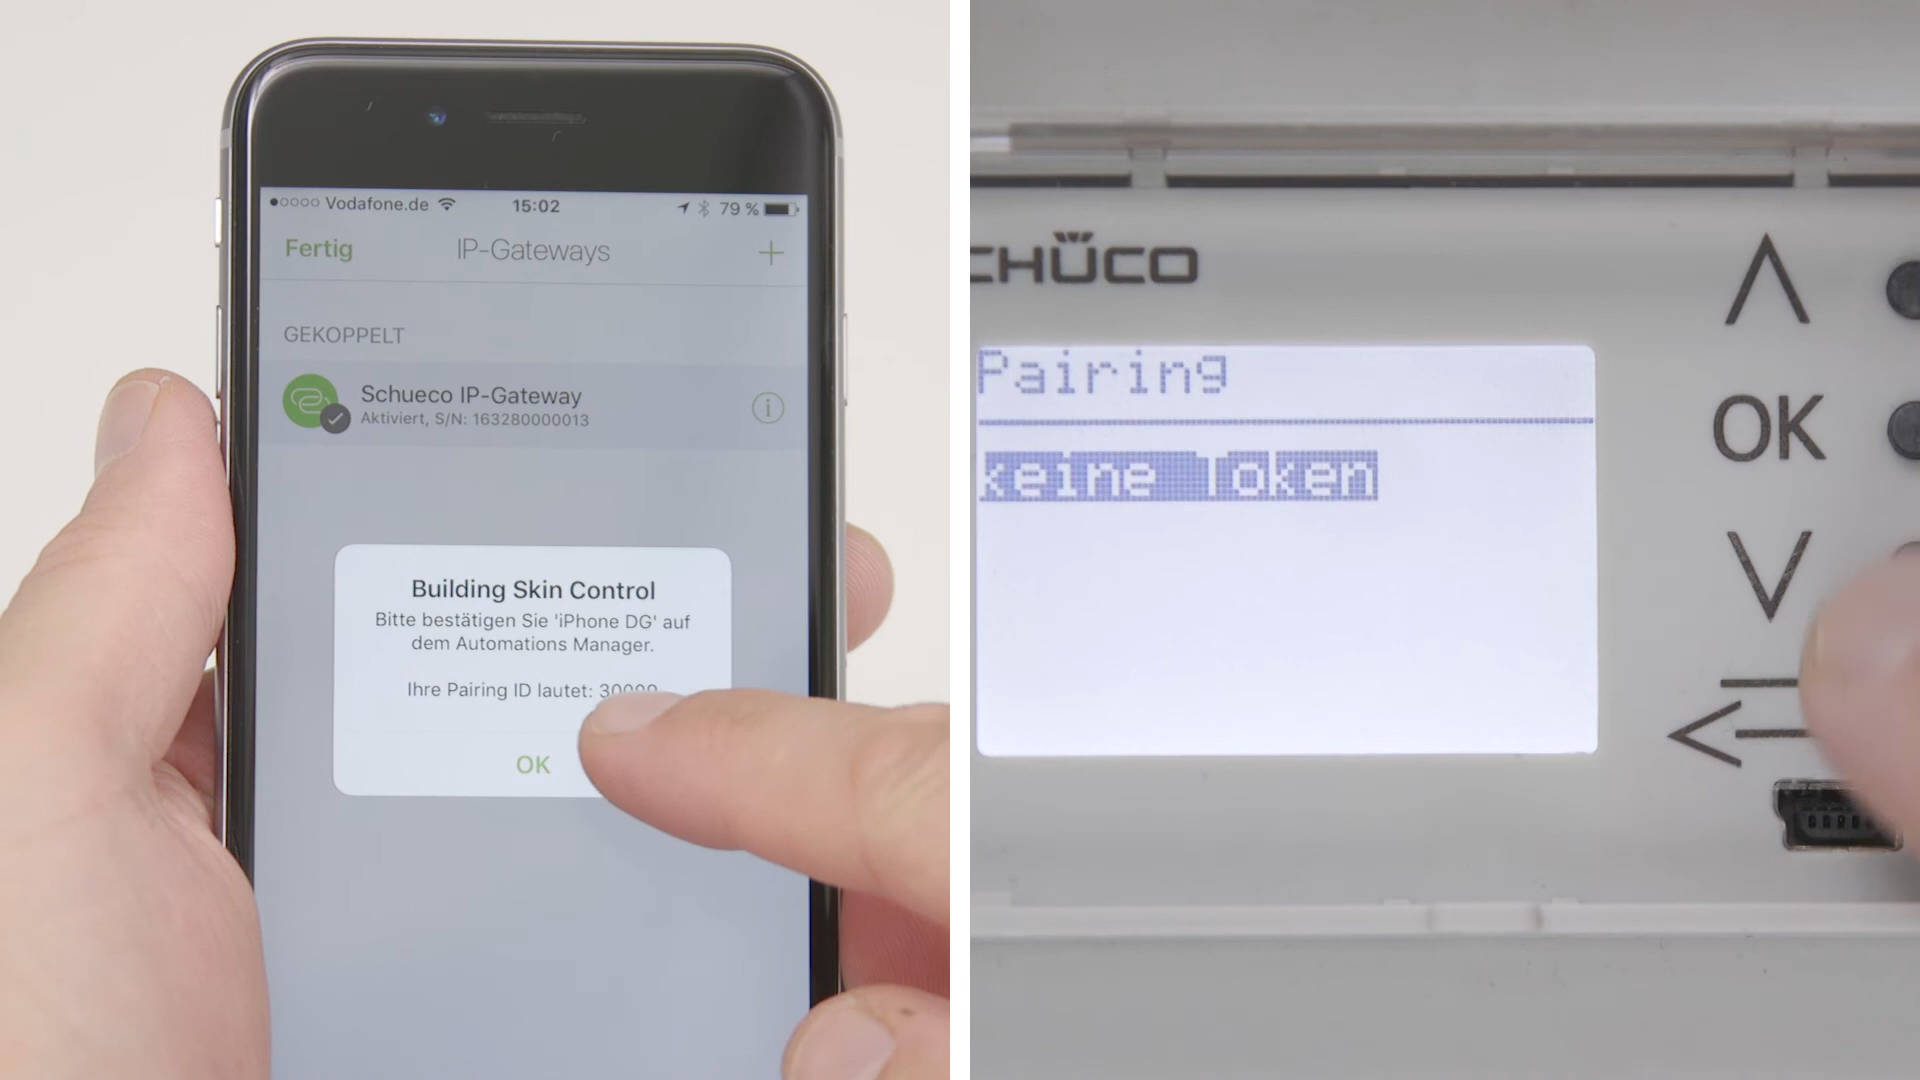 Vodafone.de 15:02 79 %
Fertig IP-Gateways +
GEKOPPELT
Schueco IP-Gateway
Aktiviert, S/N: 163280000013
Building Skin Control
Bitte bestätigen Sie 'iPhone DG' auf
dem Automations Manager.
Ihre Pairing ID lautet:
OK
CHÜCO
Pairing
keine Token
OK